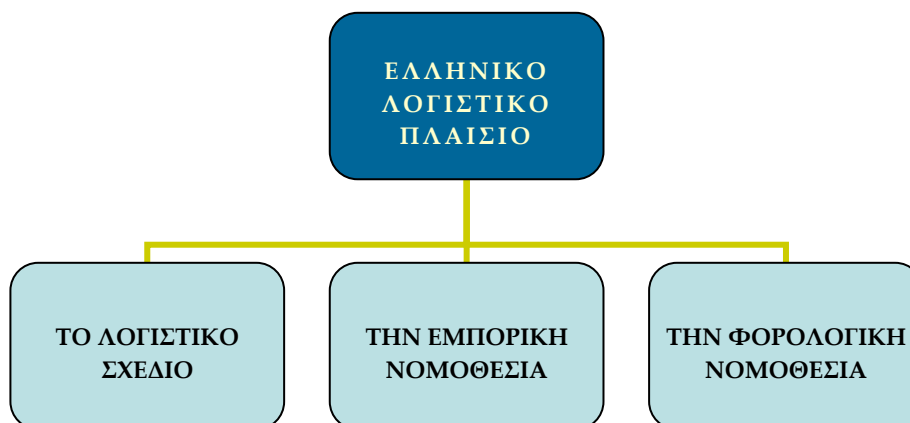 ΕΛΛΗΝΙΚΟ
ΛΟΓΙΣΤΙΚΟ
ΠΛΑΙΣΙΟ
ΤΟ ΛΟΓΙΣΤΙΚΟ
ΣΧΕΔΙΟ
ΤΗΝ ΕΜΠΟΡΙΚΗ
ΝΟΜΟΘΕΣΙΑ
ΤΗΝ ΦΟΡΟΛΟΓΙΚΗ
ΝΟΜΟΘΕΣΙΑ